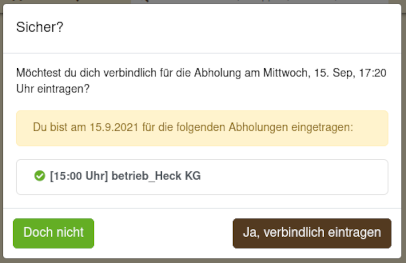 Sicher?
Möchtest du dich verbindlich für die Abholung am Mittwoch, 15. Sep, 17:20
Uhr eintragen?
Du bist am 15.9.2021 für die folgenden Abholungen eingetragen:
[15:00 Uhr] betrieb_Heck KG
Doch nicht
Ja, verbindlich eintragen